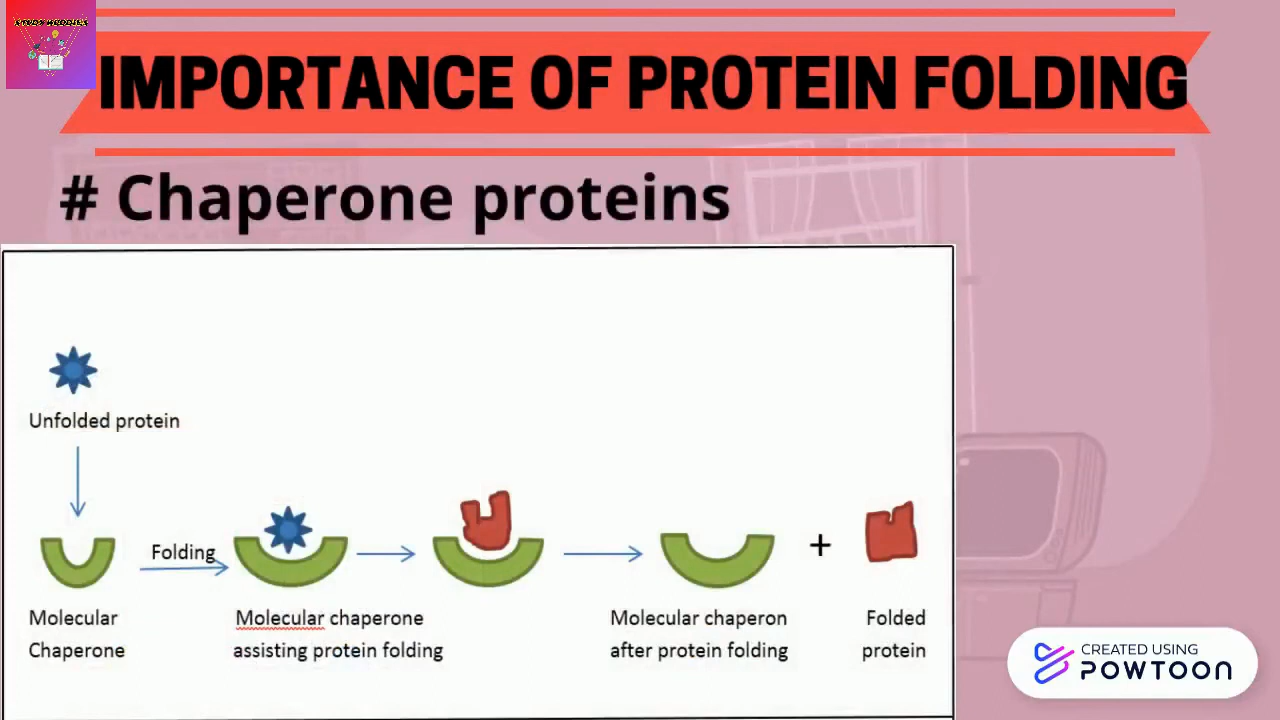 IMPORTANCE OF PROTEIN FOLDING
# Chaperone proteins
Unfolded protein
Folding
+
Molecular
Chaperone
Molecular chaperone
assisting protein folding
Molecular chaperon
after protein folding
Folded
protein
CREATED USING
POWTOON